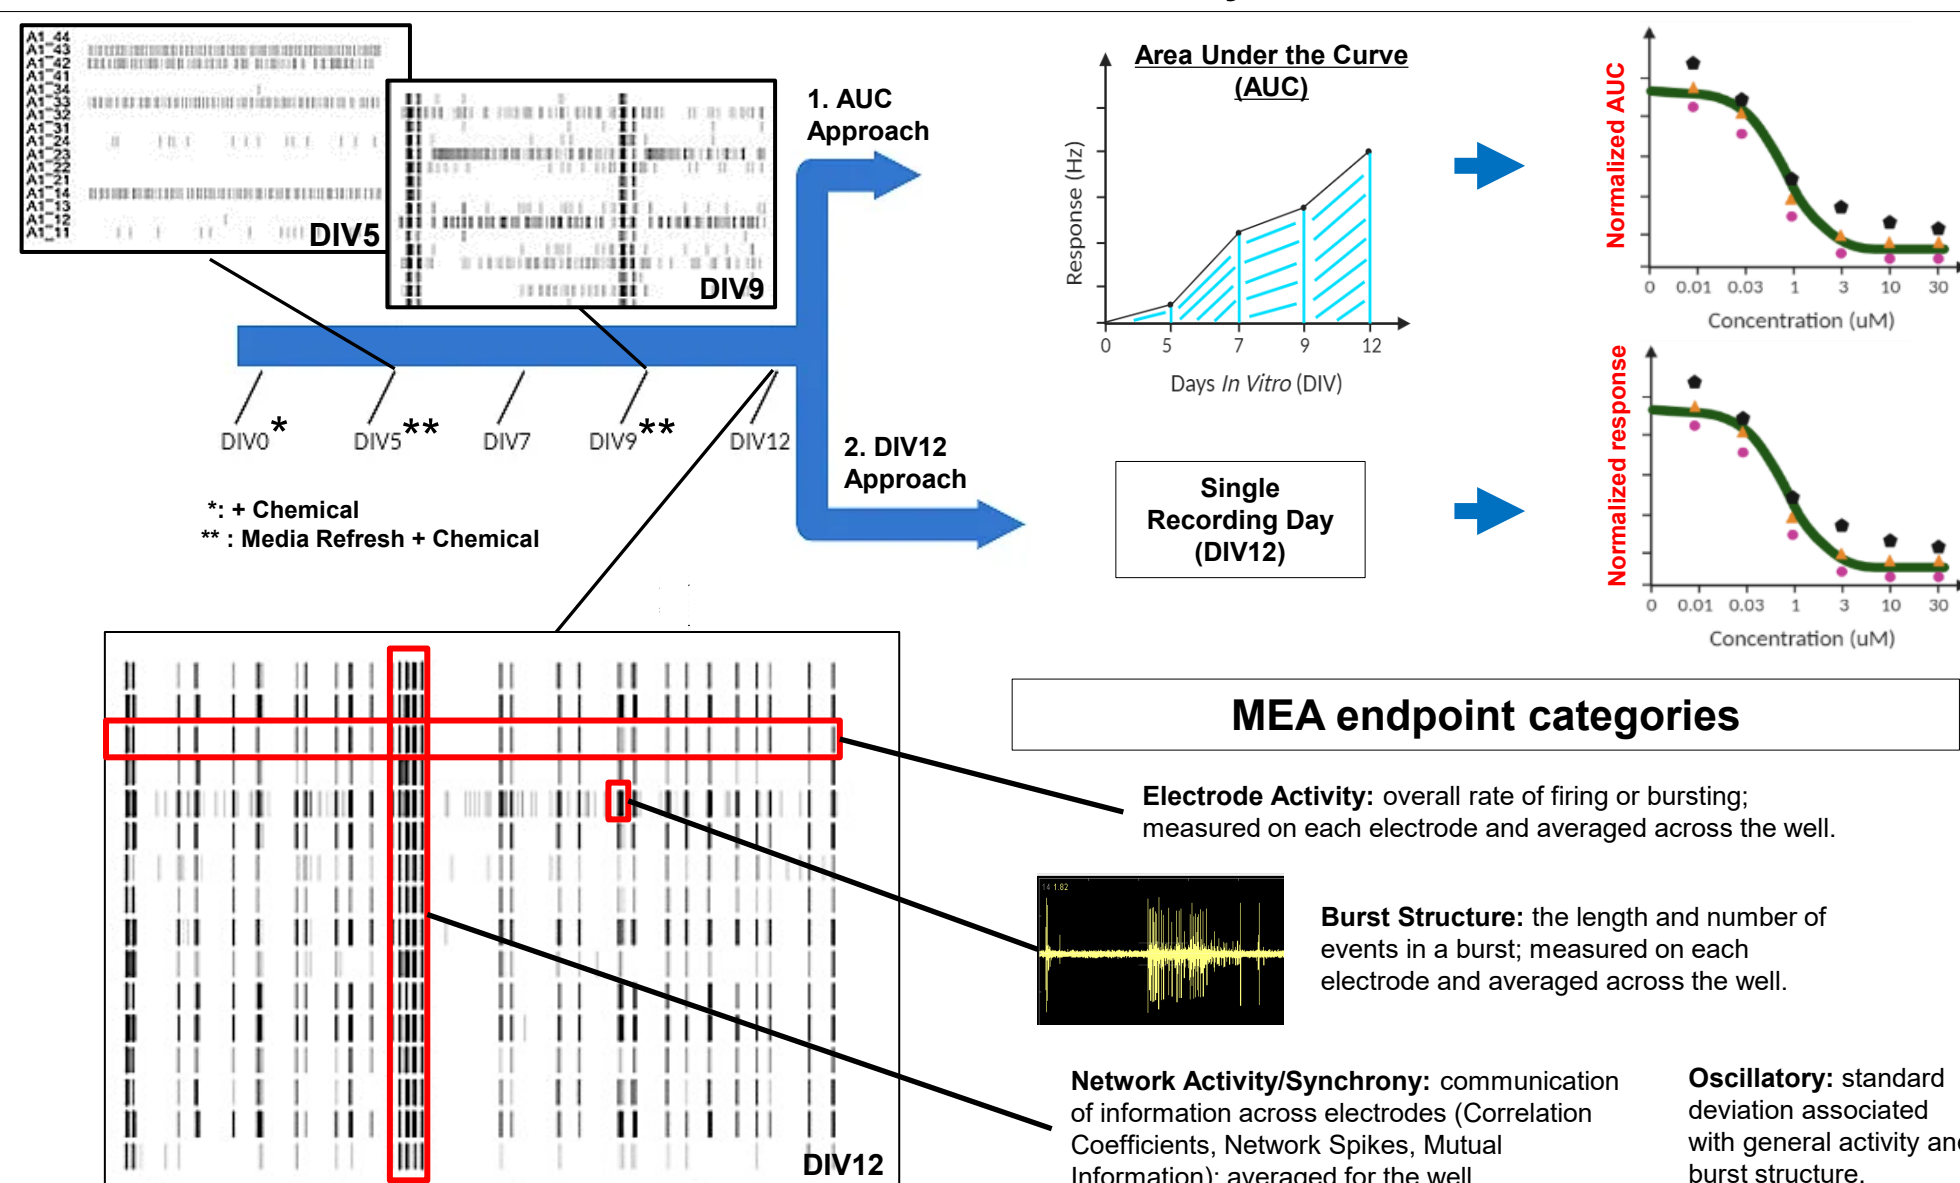 A1_44
A1_43
A1_42
A1_41
A1_34
A1_33
A1_32
A1_31
A1_24
A1_23
A1_22
A1_21
A1_14
A1_13
A1_12
A1_11
DIV5
DIV9
1. AUC
Approach
Area Under the Curve
(AUC)
Response (Hz)
0 5 7 9 12
Days In Vitro (DIV)
Normalized AUC
0 0.01 0.03 1 3 10 30
Concentration (uM)
DIV0* DIV5** DIV7 DIV9** DIV12
*: + Chemical
** : Media Refresh + Chemical
2. DIV12
Approach
Single
Recording Day
(DIV12)
Normalized response
0 0.01 0.03 1 3 10 30
Concentration (uM)
DIV12
MEA endpoint categories
Electrode Activity: overall rate of firing or bursting;
measured on each electrode and averaged across the well.
14 1.82
Burst Structure: the length and number of
events in a burst; measured on each
electrode and averaged across the well.
Network Activity/Synchrony: communication
of information across electrodes (Correlation
Coefficients, Network Spikes, Mutual
Information); averaged for the well
Oscillatory: standard
deviation associated
with general activity and
burst structure.